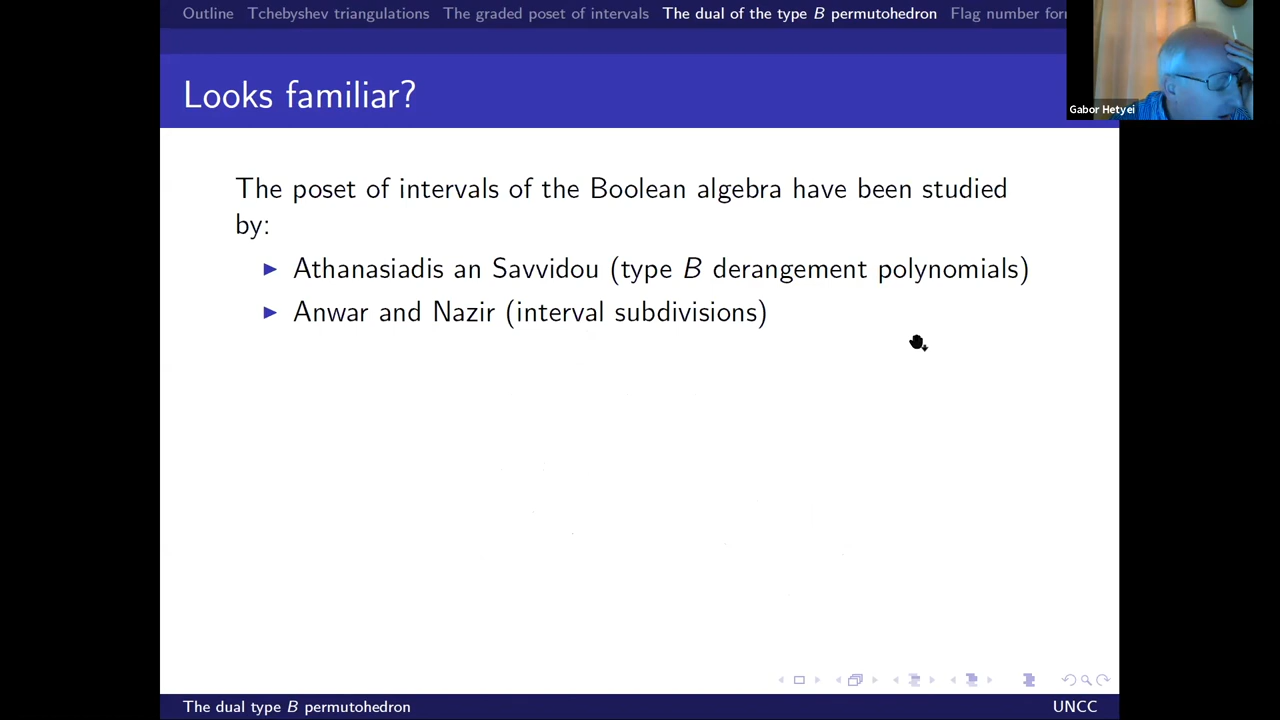 Outline Tchebyshev triangulations The graded poset of intervals The dual of the type B permutohedron Flag number for
Looks familiar?
Gabor Hetyei
The poset of intervals of the Boolean algebra have been studied
by:
Athanasiadis an Savvidou (type B derangement polynomials)
Anwar and Nazir (interval subdivisions)
The dual type B permutohedron UNCC